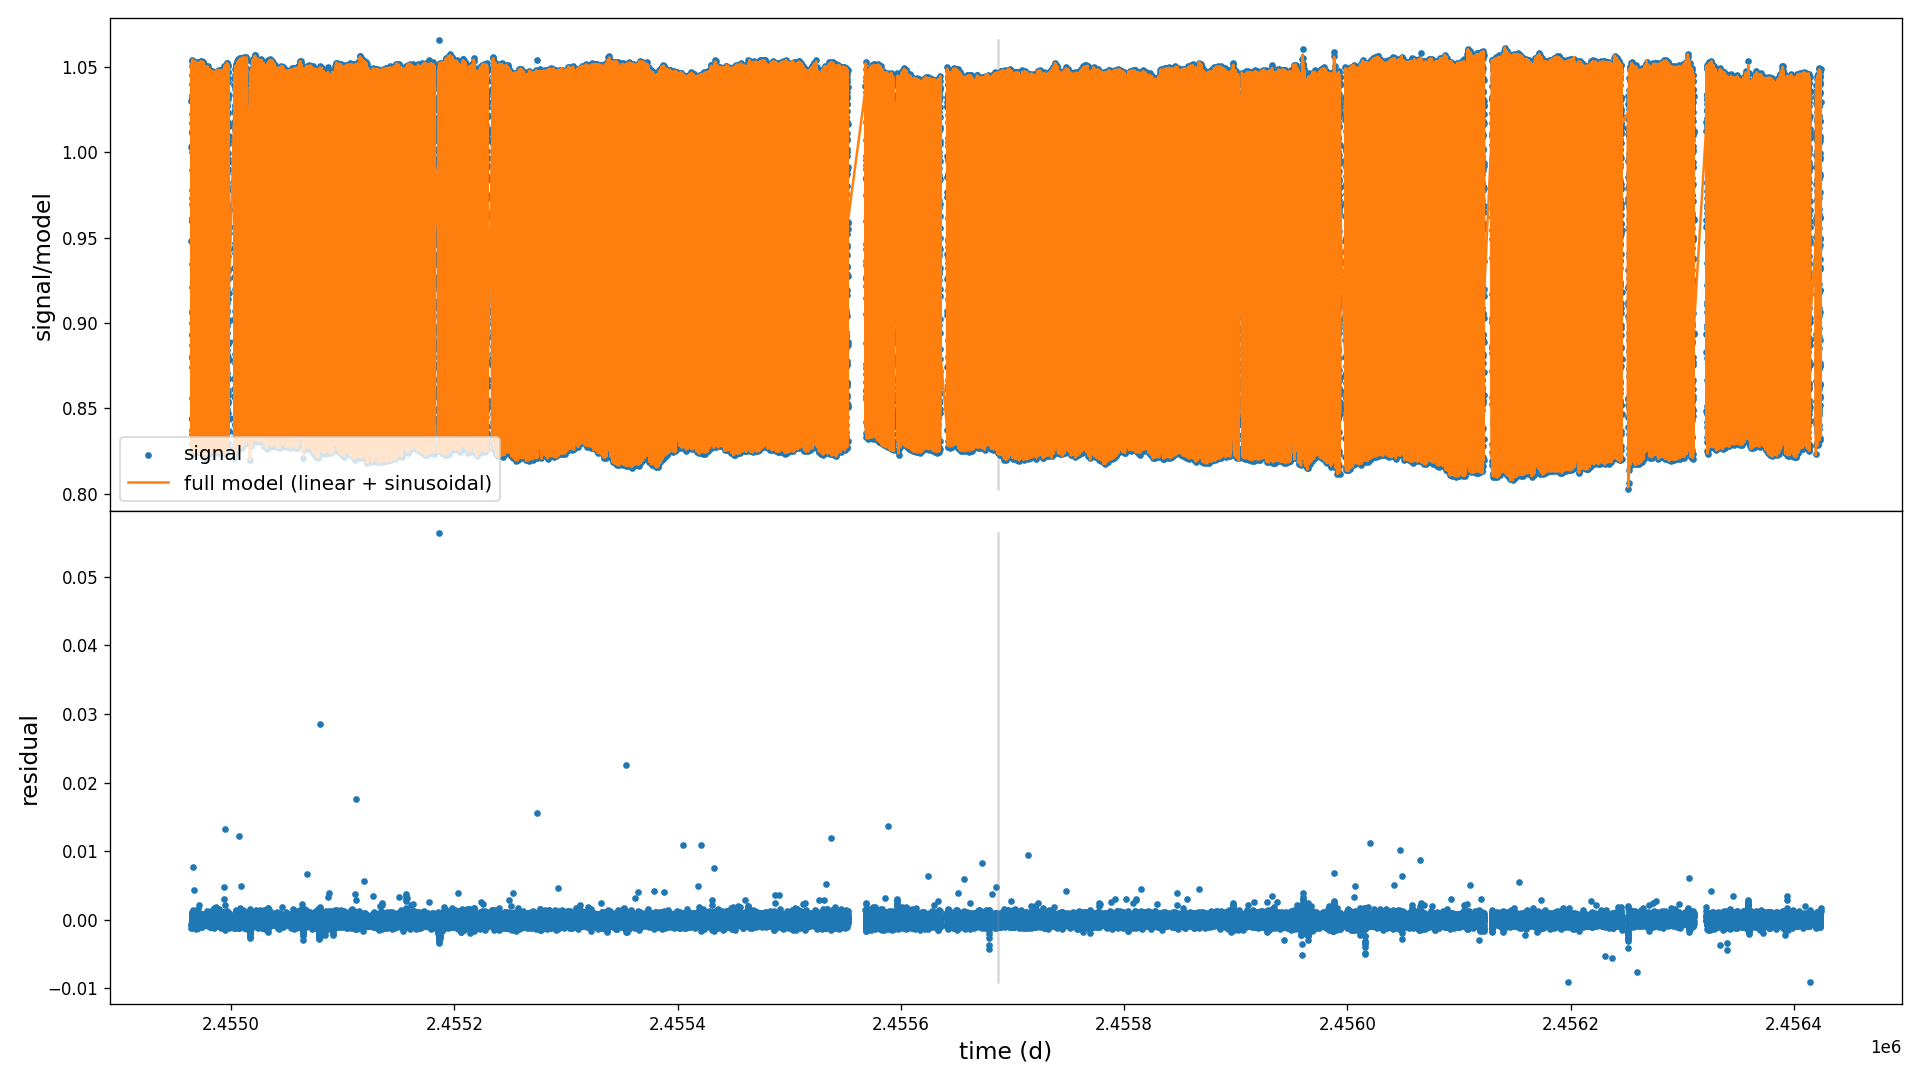 signal/model
1.05
1.00
0.95
0.90
0.85
0.80
signal
full model (linear + sinusoidal)
residual
0.05
0.04
0.03
0.02
0.01
0.00
−0.01
2.4550 2.4552 2.4554 2.4556 2.4558 2.4560 2.4562 2.4564
1e6
time (d)